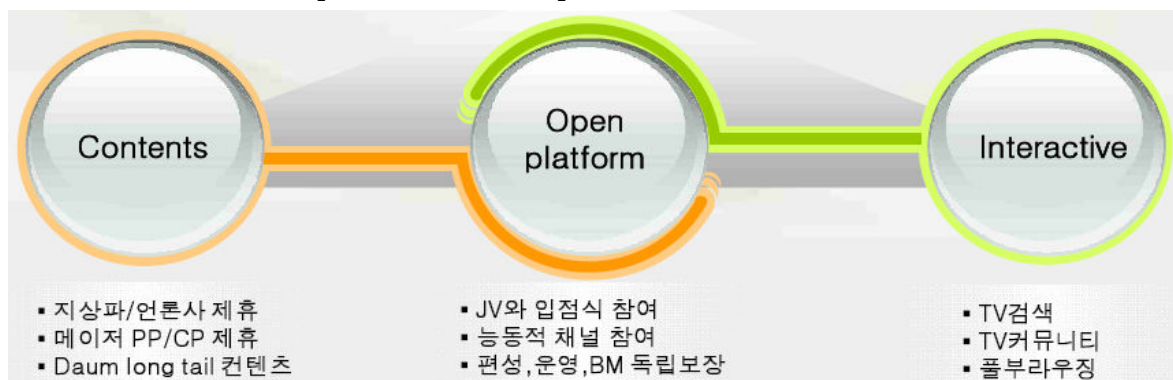 Contents
Open
platform
Interactive
▪ 지상파/언론사 제휴
▪ 메이저 PP/CP 제휴
▪ Daum long tail 컨텐츠
▪ JV와 입점식 참여
▪ 능동적 채널 참여
▪ 편성,운영,BM 독립보장
▪ TV검색
▪ TV커뮤니티
▪ 풀부라우징